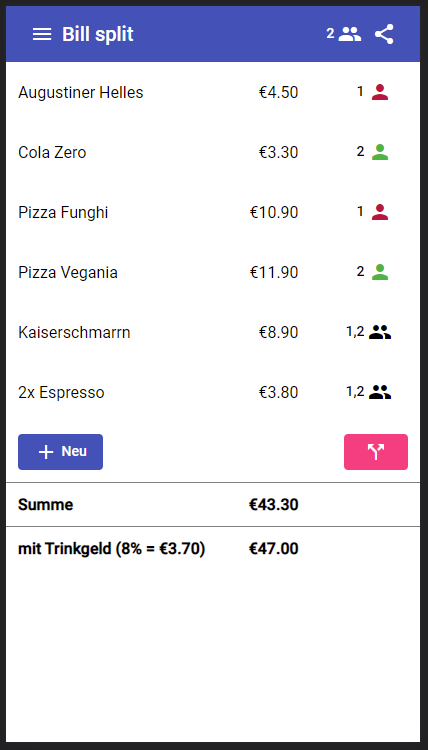 Bill split 2
Augustiner Helles €4.50 1
Cola Zero €3.30 2
Pizza Funghi €10.90 1
Pizza Vegania €11.90 2
Kaiserschmarrn €8.90 1,2
2x Espresso €3.80 1,2
Neu
Summe €43.30
mit Trinkgeld (8% = €3.70) €47.00